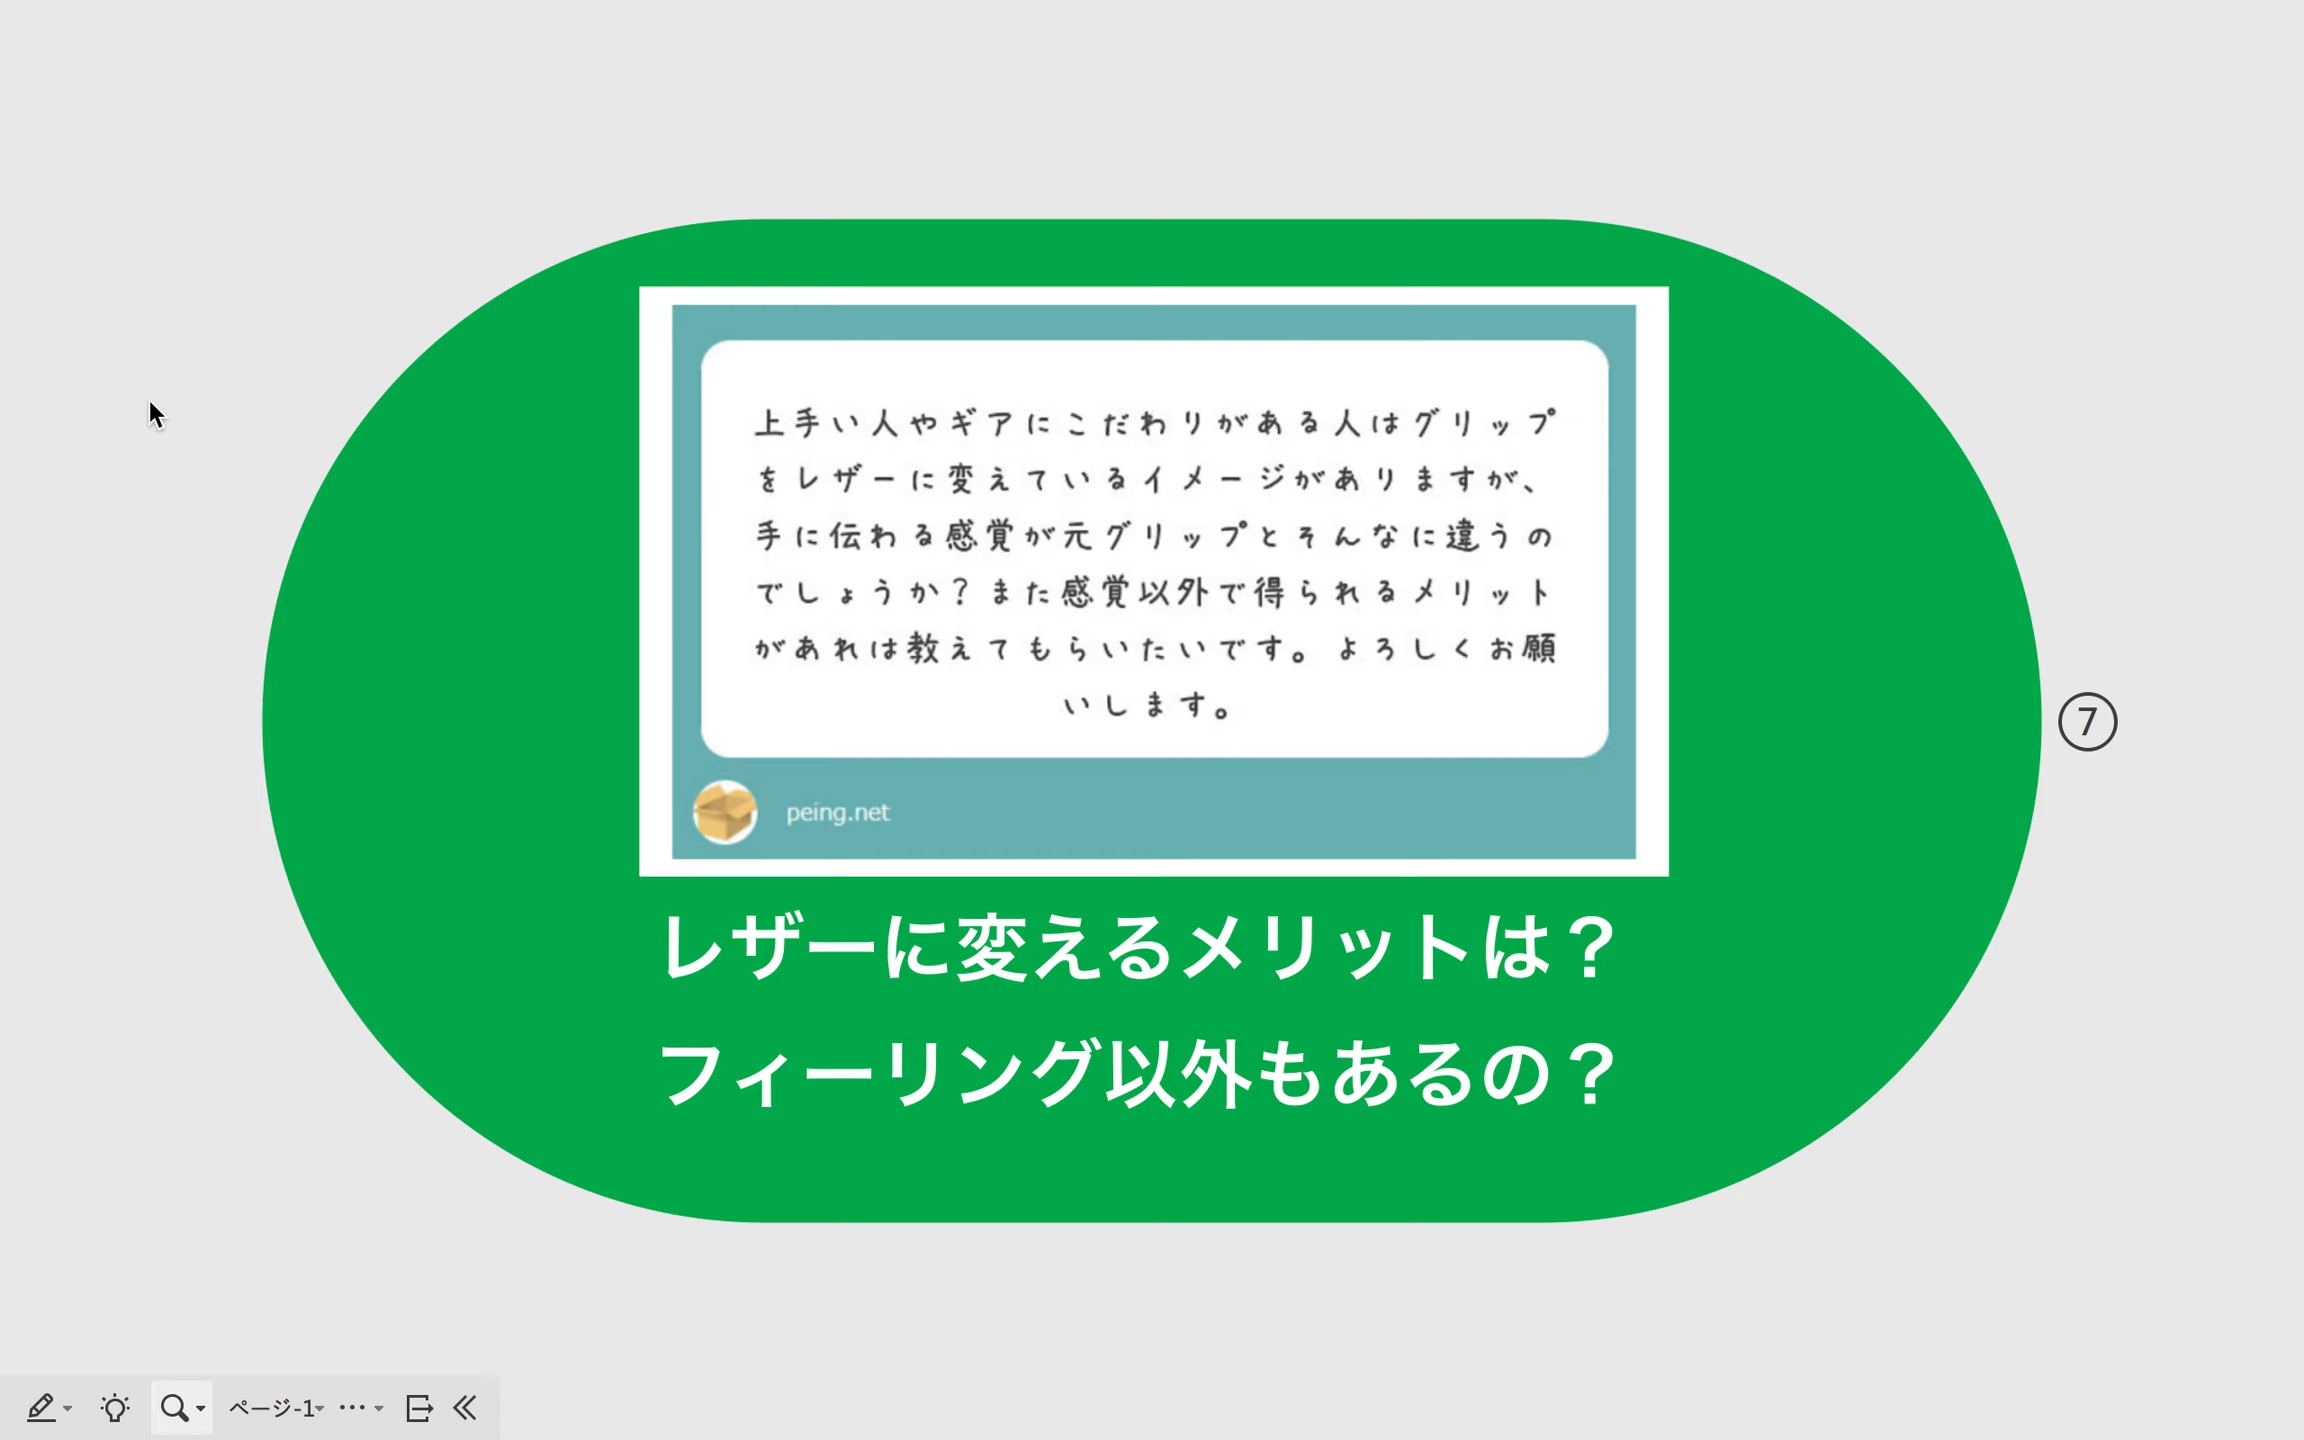 上手い人やギアにこだわりがある人はグリップ
をレザーに変えているイメージがありますが、
手に伝わる感覚が元グリップとそんなに違うの
でしょうか？また感覚以外で得られるメリット
があれは教えてもらいたいです。よろしくお願
いします。
peing.net
レザーに変えるメリットは？
フィーリング以外もあるの？
7
ページ-1